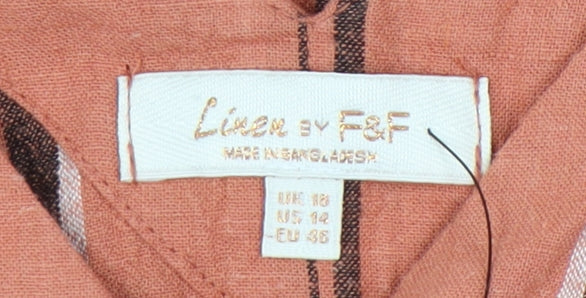 Linen BY F&F
MADE IN BANGLADESH
UK 18
US 14
EU 46